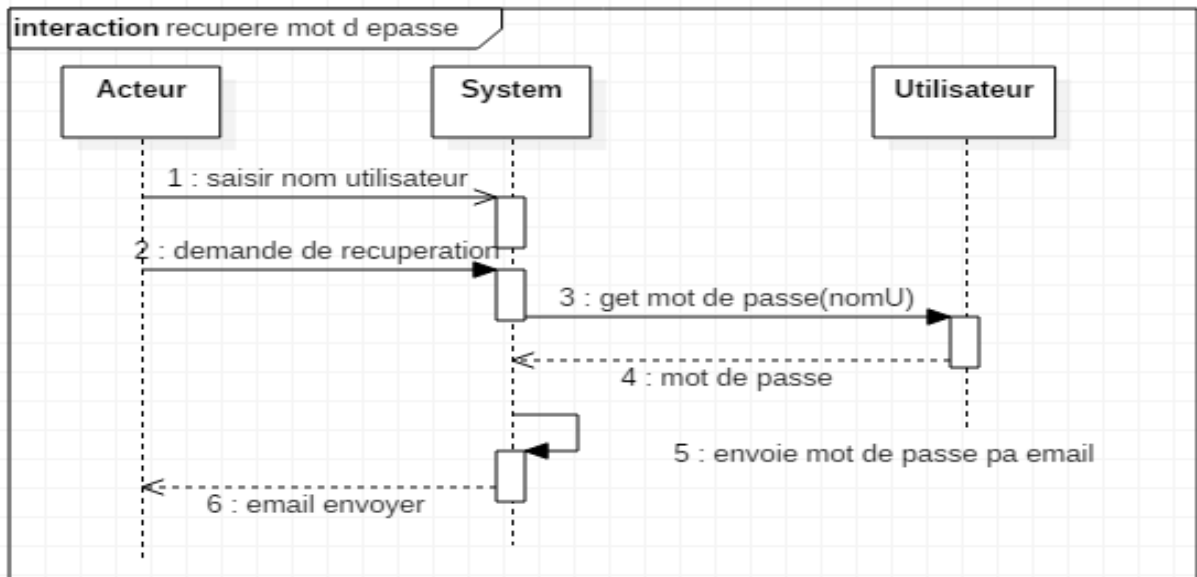 interaction recupere mot d epasse
Acteur
System
Utilisateur
1 : saisir nom utilisateur
2 : demande de recuperation
3 : get mot de passe(nomU)
4 : mot de passe
5 : envoie mot de passe pa email
6 : email envoyer